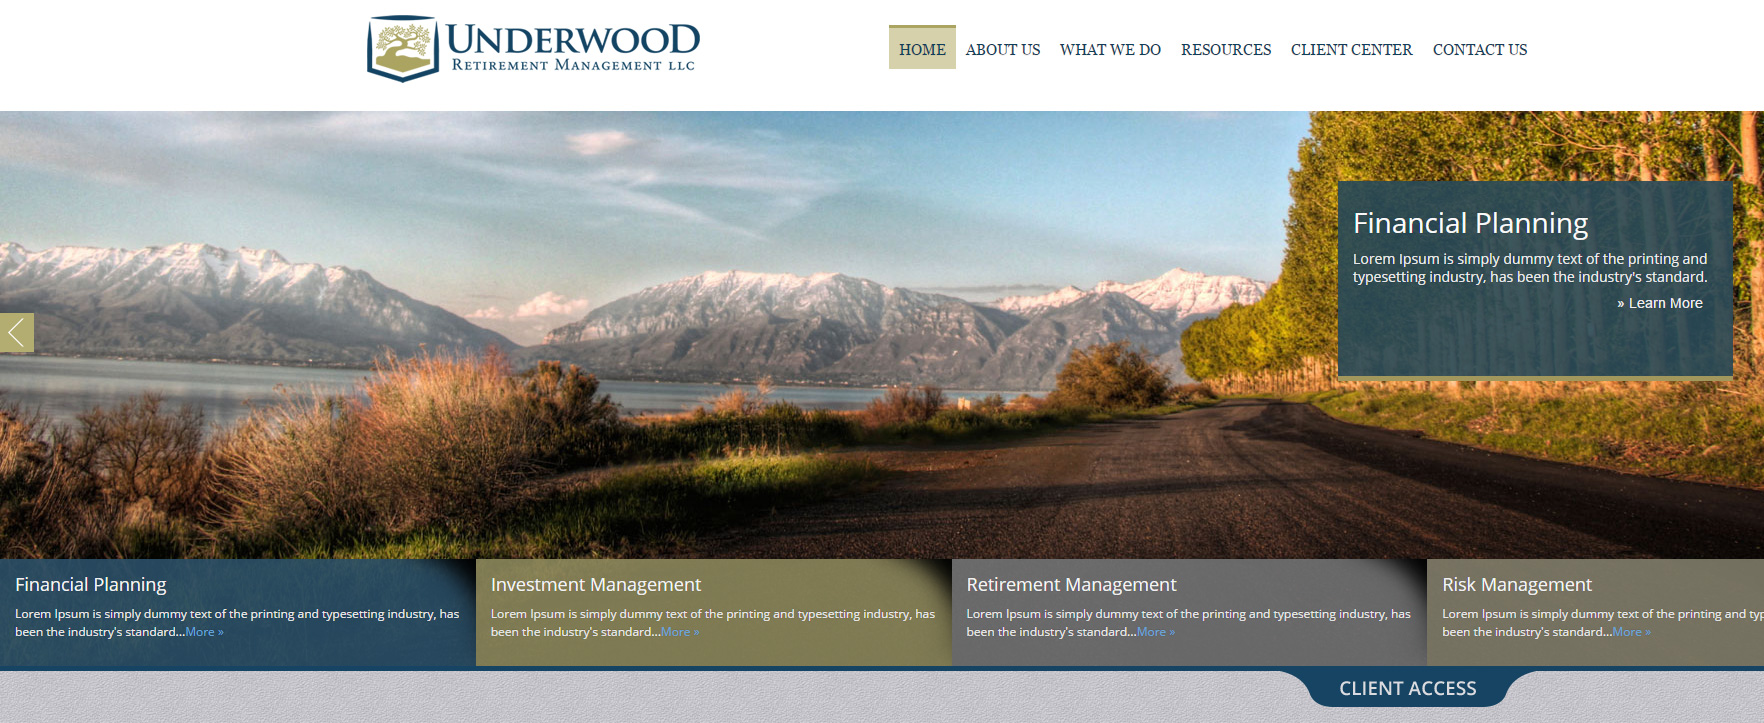 UNDERWOOD
RETIREMENT MANAGEMENT LLC
HOME ABOUT US WHAT WE DO RESOURCES CLIENT CENTER CONTACT US
Financial Planning
Lorem Ipsum is simply dummy text of the printing and
typesetting industry, has been the industry's standard.
» Learn More
Financial Planning
Lorem Ipsum is simply dummy text of the printing and typesetting industry, has
been the industry's standard...More »
Investment Management
Lorem Ipsum is simply dummy text of the printing and typesetting industry, has
been the industry's standard...More »
Retirement Management
Lorem Ipsum is simply dummy text of the printing and typesetting industry, has
been the industry's standard...More »
Risk Management
Lorem Ipsum is simply dummy text of the printing and typ
been the industry's standard...More »
CLIENT ACCESS